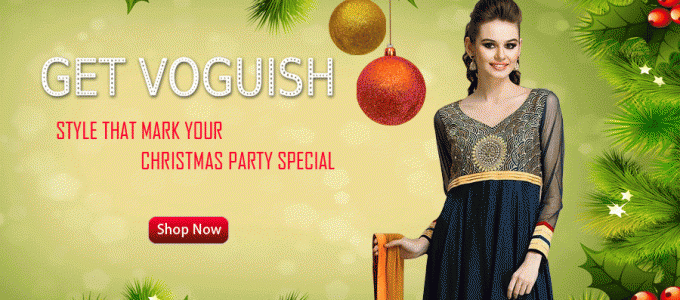 GET VOGUISH
STYLE THAT MARK YOUR
CHRISTMAS PARTY SPECIAL
Shop Now